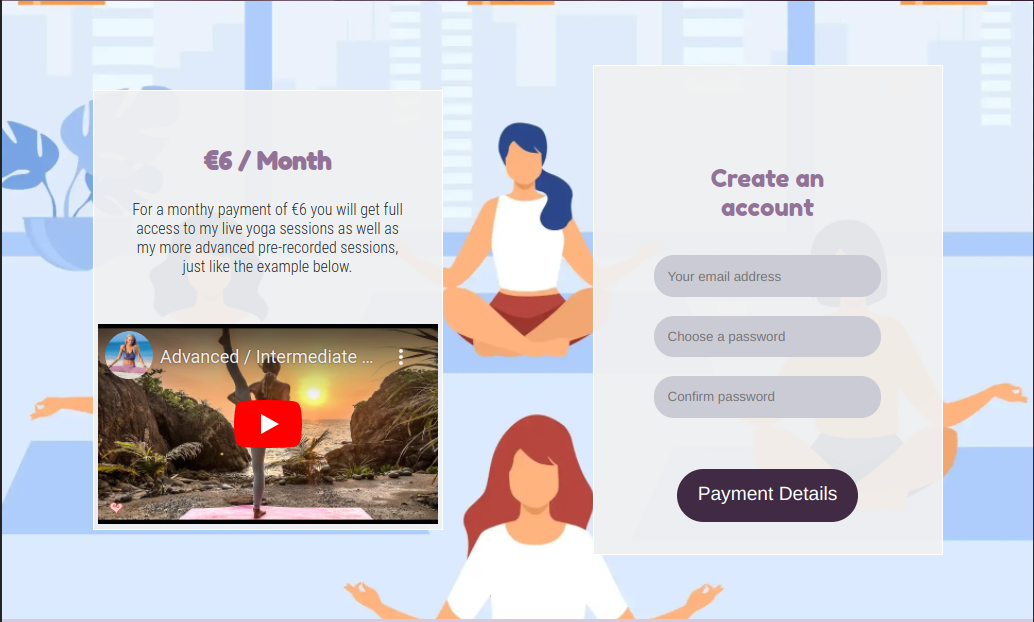 €6 / Month
For a monthy payment of €6 you will get full
access to my live yoga sessions as well as
my more advanced pre-recorded sessions,
just like the example below.
Advanced / Intermediate ...
Create an
account
Your email address
Choose a password
Confirm password
Payment Details